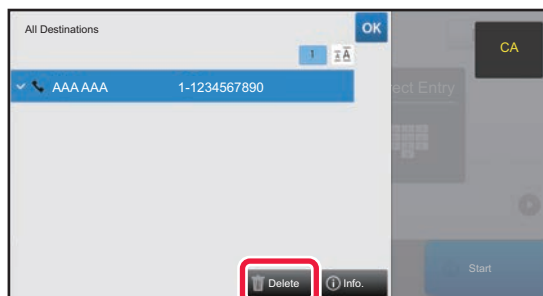 All Destinations
OK
1
CA
AAA AAA 1-1234567890
ect Entry
Delete
Info.
Start